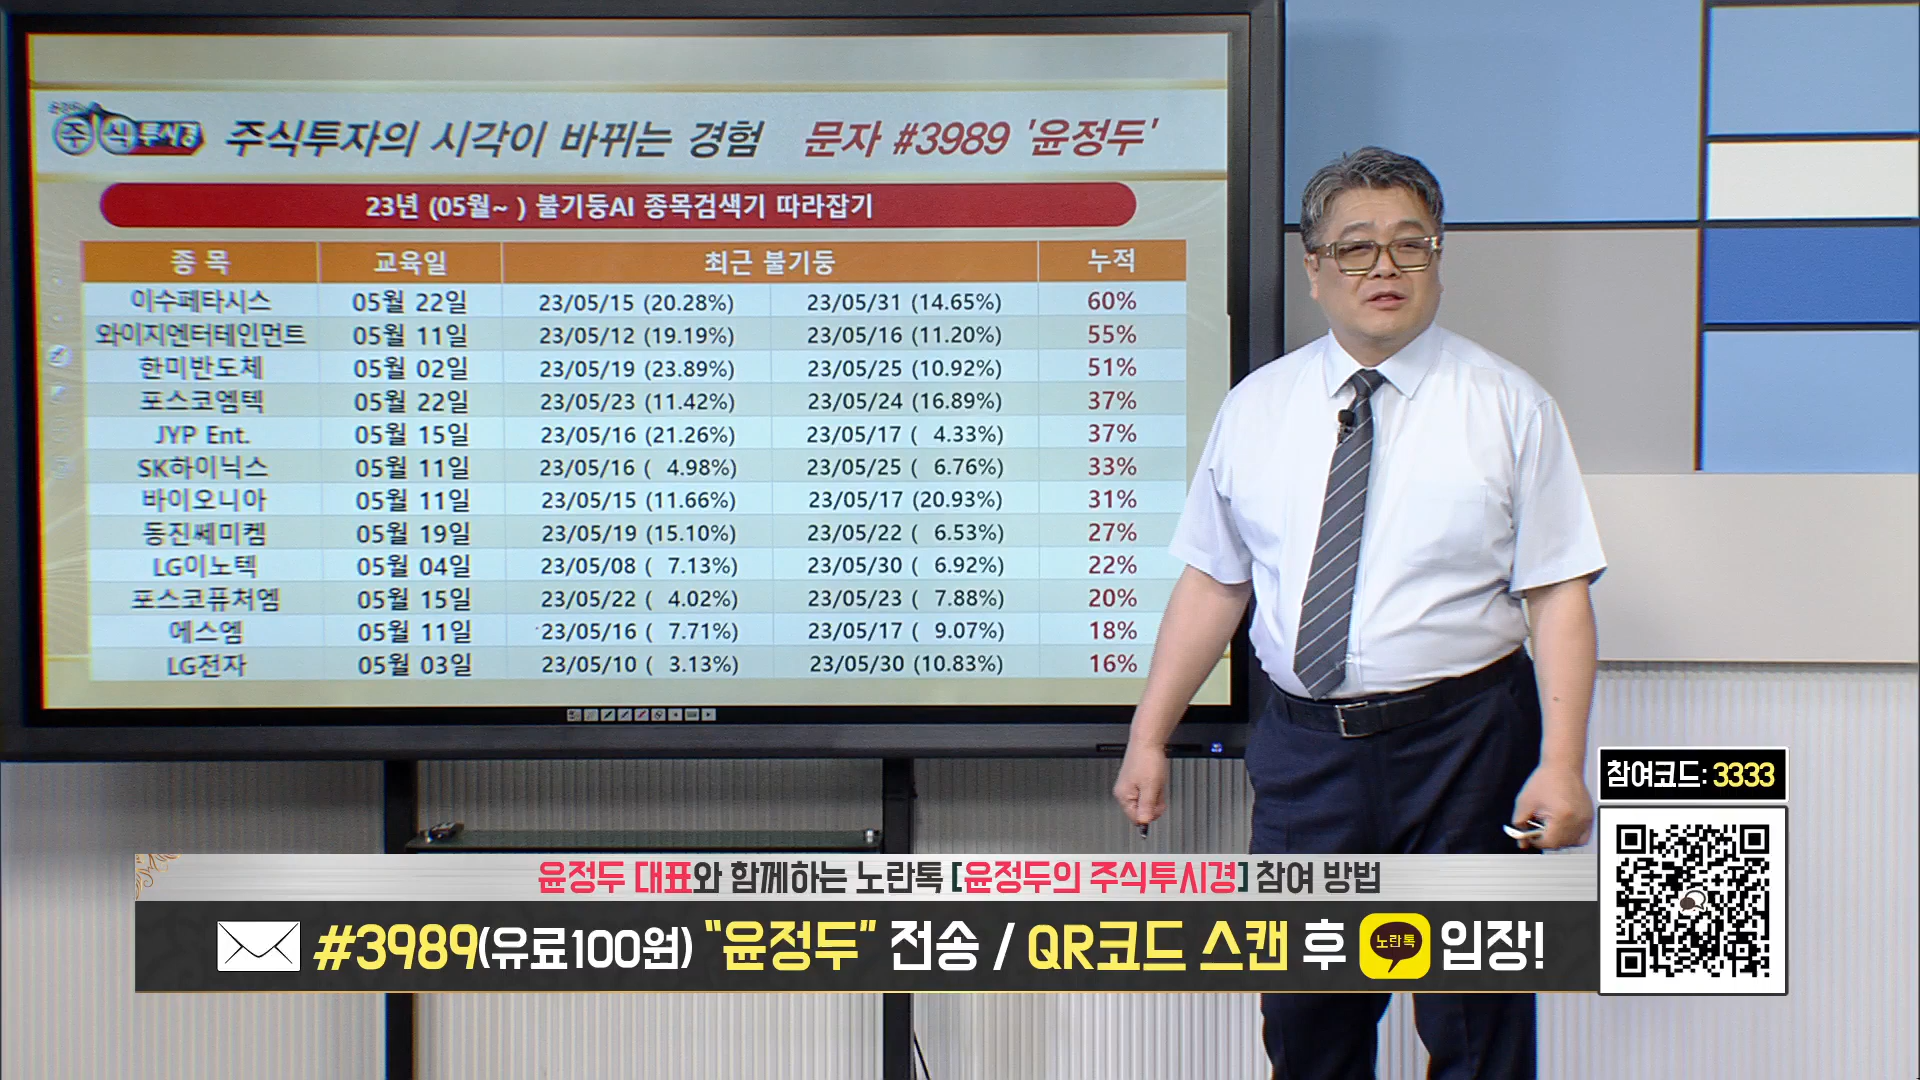 주식투시경
주식투자의 시각이 바뀌는 경험 문자 #3989 '윤정두'
23년 (05월~ ) 불기둥AI 종목검색기 따라잡기
종 목 교육일 최근 불기둥 누적
이수페타시스 05월 22일 23/05/15 (20.28%) 23/05/31 (14.65%) 60%
와이지엔터테인먼트 05월 11일 23/05/12 (19.19%) 23/05/16 (11.20%) 55%
한미반도체 05월 02일 23/05/19 (23.89%) 23/05/25 (10.92%) 51%
포스코엠텍 05월 22일 23/05/23 (11.42%) 23/05/24 (16.89%) 37%
JYP Ent. 05월 15일 23/05/16 (21.26%) 23/05/17 ( 4.33%) 37%
SK하이닉스 05월 11일 23/05/16 ( 4.98%) 23/05/25 ( 6.76%) 33%
바이오니아 05월 11일 23/05/15 (11.66%) 23/05/17 (20.93%) 31%
동진쎄미켐 05월 19일 23/05/19 (15.10%) 23/05/22 ( 6.53%) 27%
LG이노텍 05월 04일 23/05/08 ( 7.13%) 23/05/30 ( 6.92%) 22%
포스코퓨처엠 05월 15일 23/05/22 ( 4.02%) 23/05/23 ( 7.88%) 20%
에스엠 05월 11일 23/05/16 ( 7.71%) 23/05/17 ( 9.07%) 18%
LG전자 05월 03일 23/05/10 ( 3.13%) 23/05/30 (10.83%) 16%
참여코드: 3333
윤정두 대표와 함께하는 노란톡 [윤정두의 주식투시경] 참여 방법
#3989(유료100원) “윤정두” 전송 / QR코드 스캔 후 노란톡 입장!